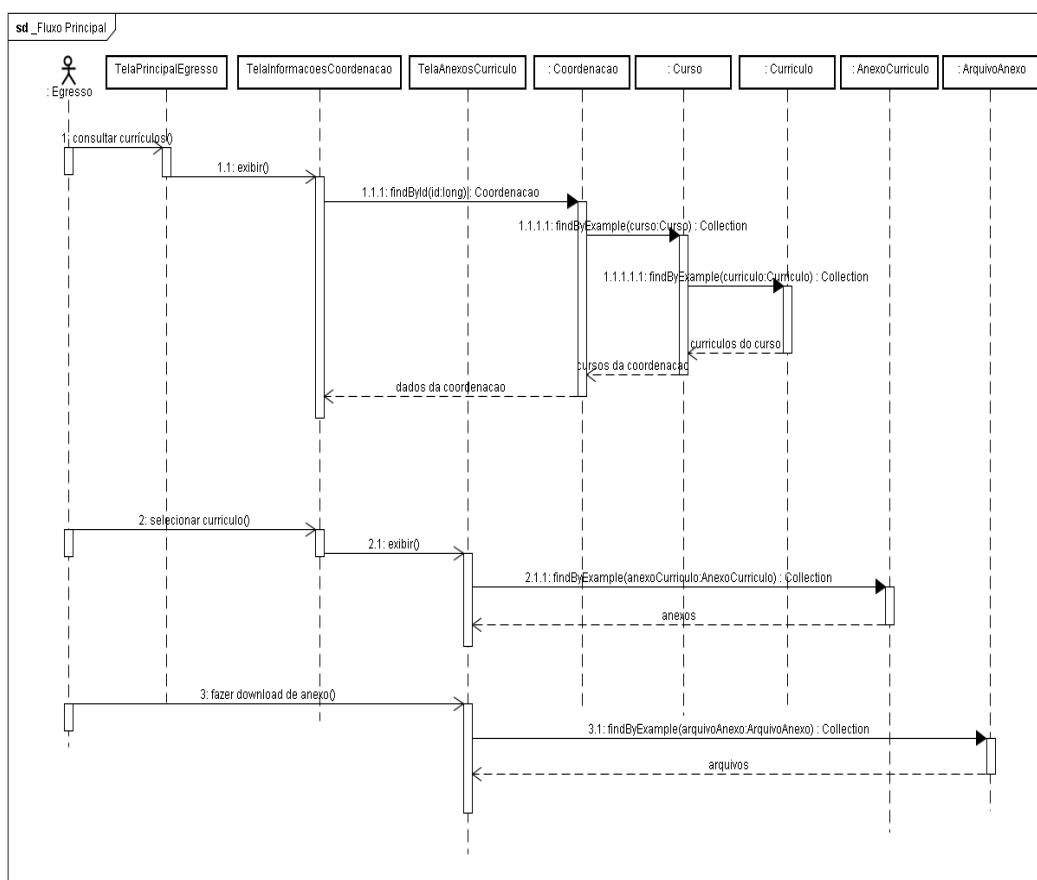 sd _Fluxo Principal
: Egresso
TelaPrincipalEgresso
TelaInformacoesCoordenacao
TelaAnexosCurriculo
: Coordenacao
: Curso
: Curriculo
: AnexoCurriculo
: ArquivoAnexo
1: consultar currículos()
1.1: exibir()
1.1.1: findById(id:long) : Coordenacao
1.1.1.1: findByExample(curso:Curso) : Collection
1.1.1.1.1: findByExample(curriculo:Curriculo) : Collection
curriculos do curso
cursos da coordenacao
dados da coordenacao
2: selecionar curriculo()
2.1: exibir()
2.1.1: findByExample(anexoCurriculo:AnexoCurriculo) : Collection
anexos
3: fazer download de anexo()
3.1: findByExample(arquivoAnexo:ArquivoAnexo) : Collection
arquivos